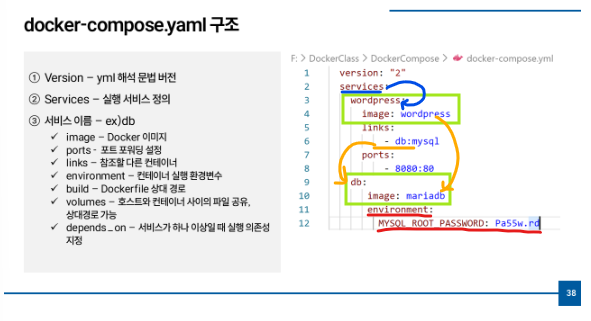 docker-compose.yaml 구조
① Version – yml 해석 문법 버전
② Services – 실행 서비스 정의
③ 서비스 이름 – ex)db
✓ image – Docker 이미지
✓ ports - 포트 포워딩 설정
✓ links – 참조할 다른 컨테이너
✓ environment – 컨테이너 실행 환경변수
✓ build – Dockerfile 상대 경로
✓ volumes – 호스트와 컨테이너 사이의 파일 공유,
상대경로 가능
✓ depends_on – 서비스가 하나 이상일 때 실행 의존성
지정
F: > DockerClass > DockerCompose > docker-compose.yml
1 version: "2"
2 services:
3 wordpress:
4 image: wordpress
5 links:
6 - db:mysql
7 ports:
8 - 8080:80
9 db:
10 image: mariadb
11 environment:
12 MYSQL_ROOT_PASSWORD: Pa55w.rd
38